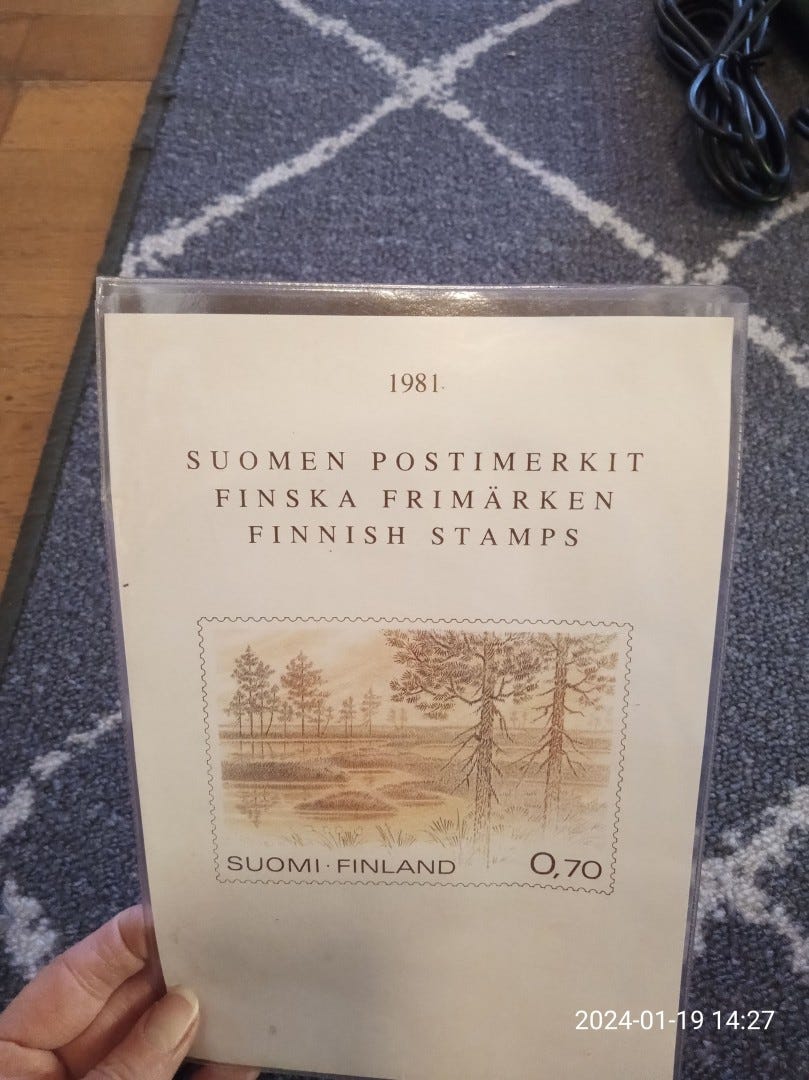 1981
SUOMEN POSTIMERKIT
FINSKA FRIMÄRKEN
FINNISH STAMPS
SUOMI · FINLAND 0,70
2024-01-19 14:27